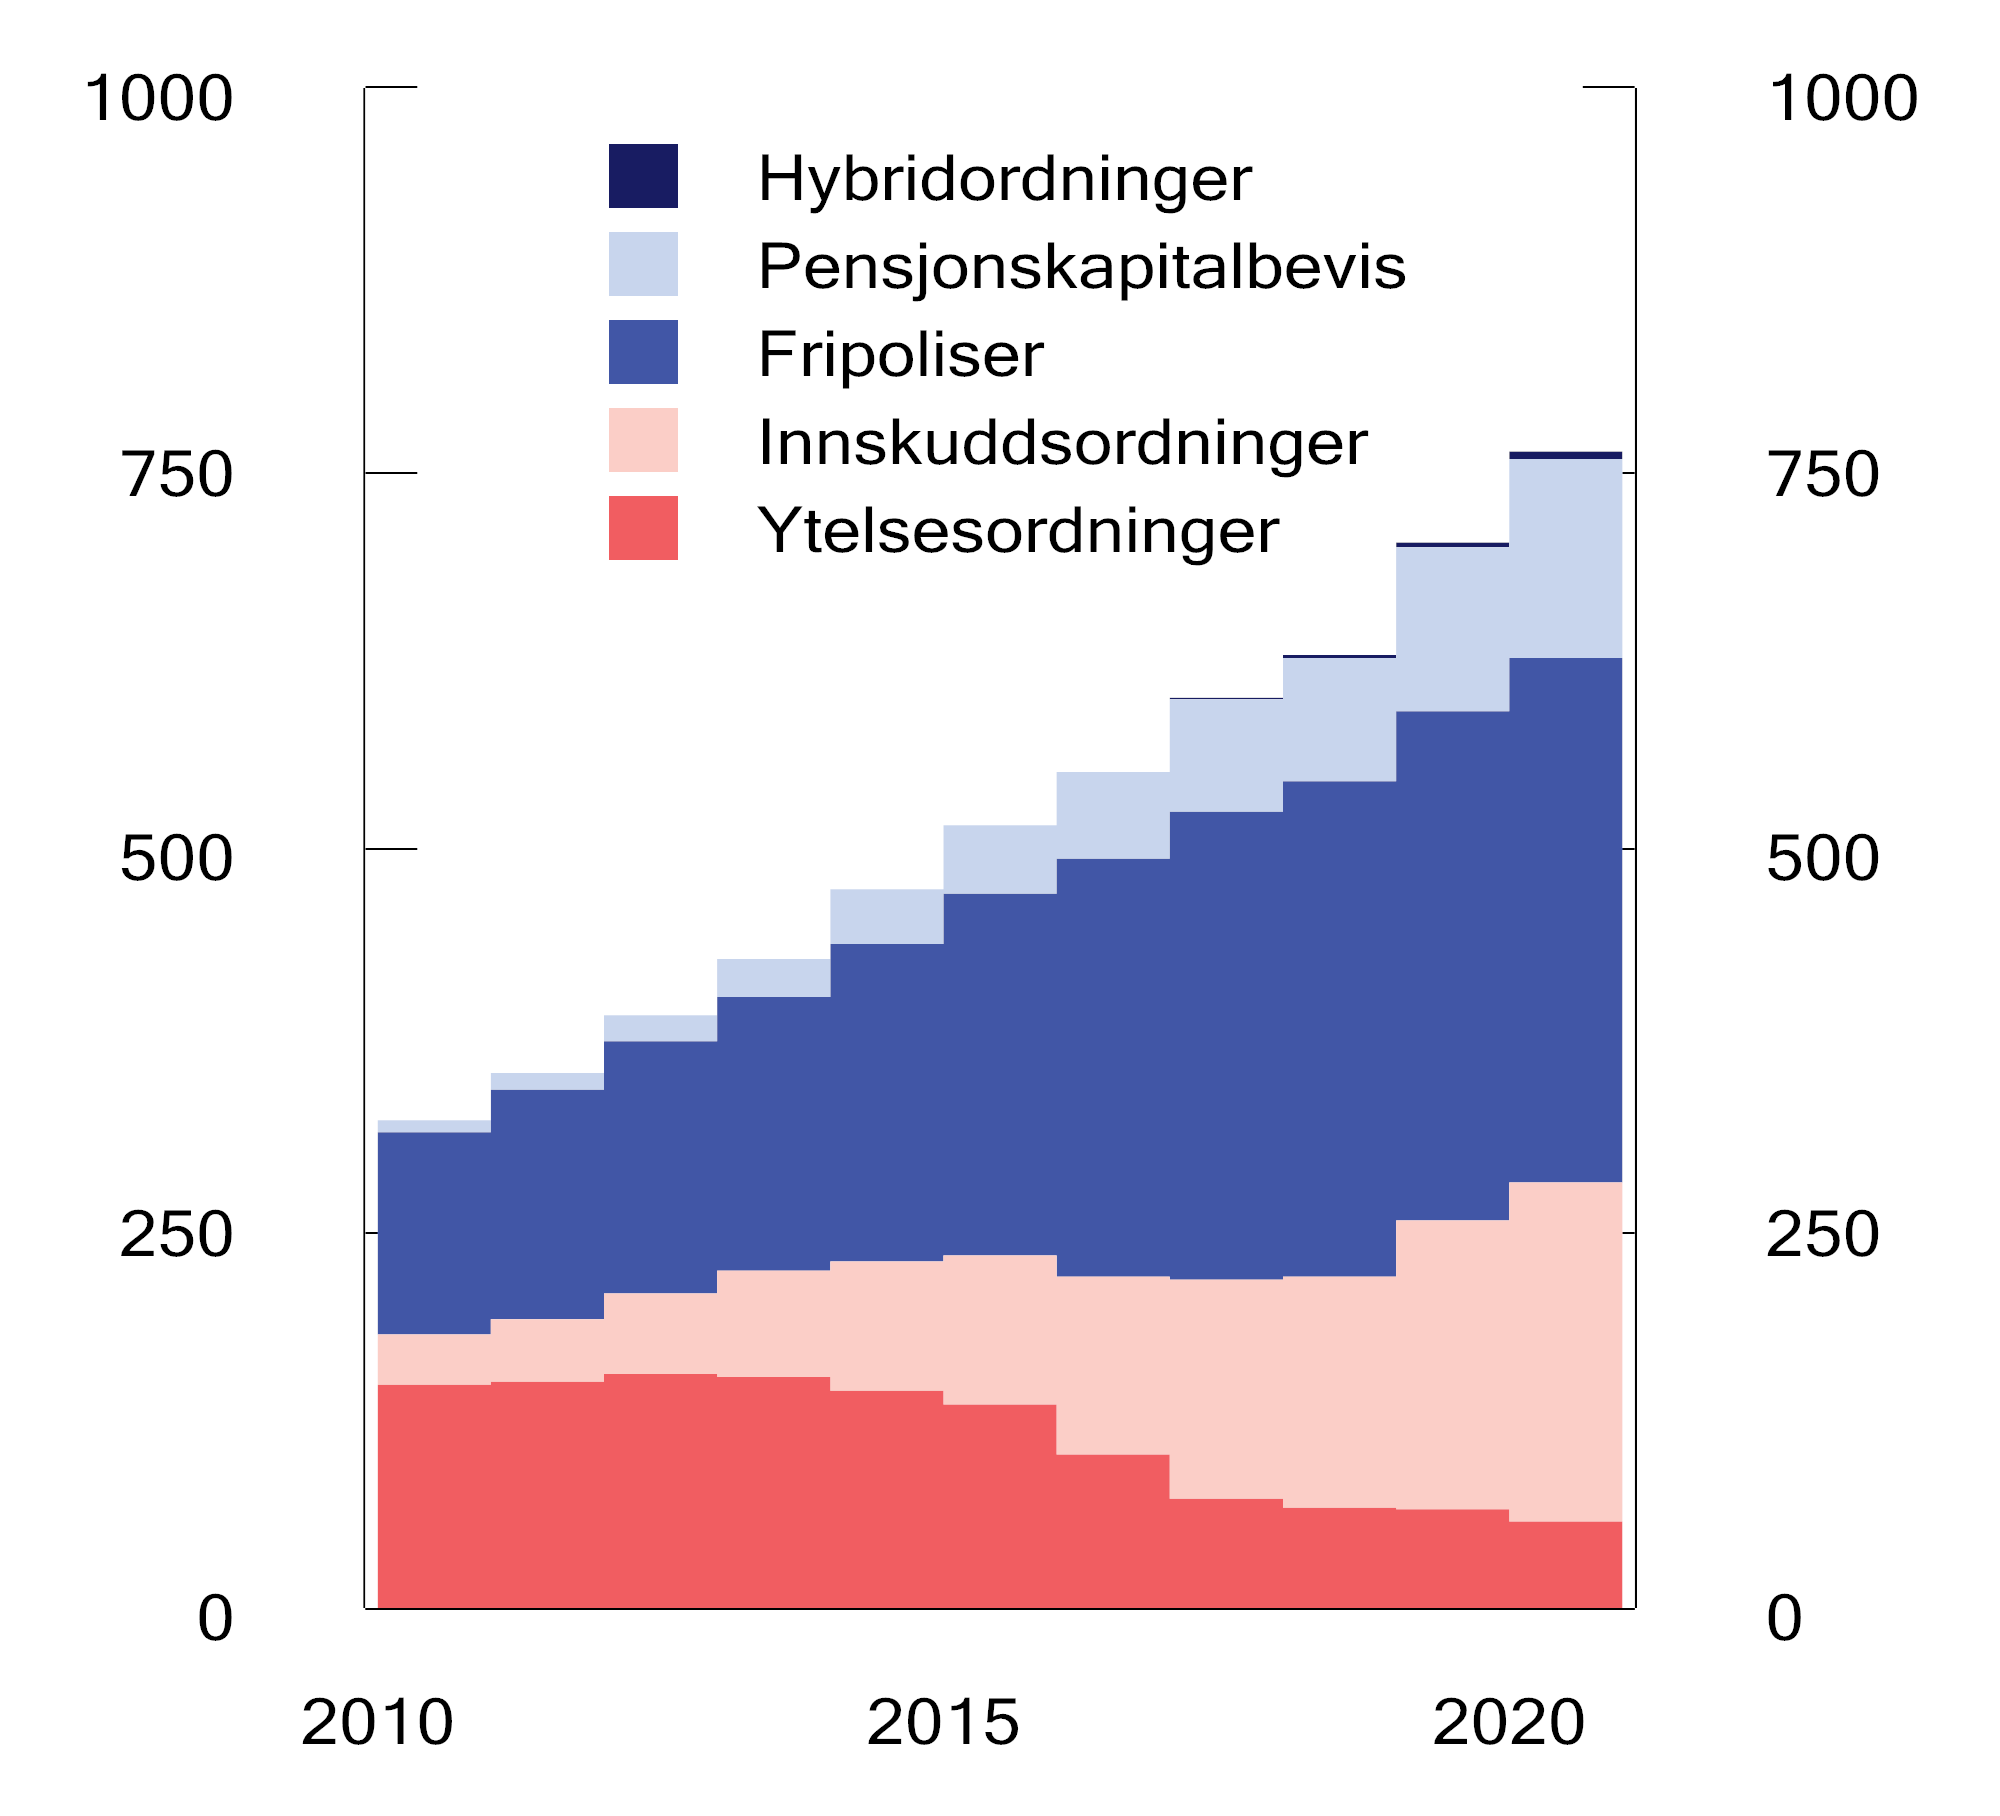 1000
750
500
250
0
Hybridordninger
Pensjonskapitalbevis
Fripoliser
Innskuddsordninger
Ytelsesordninger
1000
750
500
250
0
2010 2015 2020